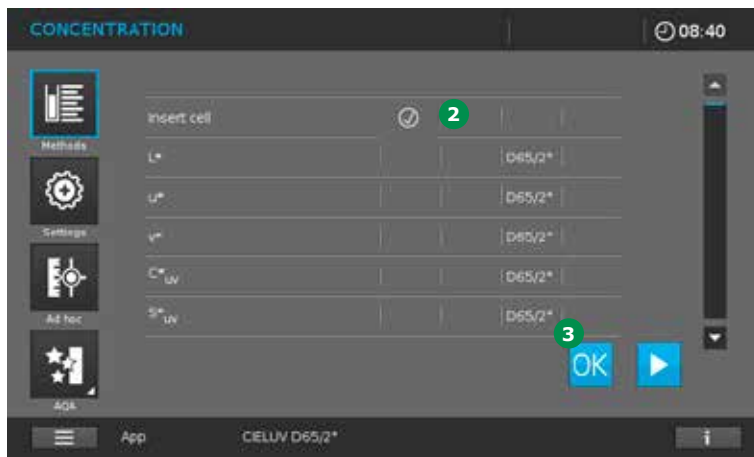 CONCENTRATION 08:40
Methods
Insert cell 2
L* D65/2°
Settings
u* D65/2°
v* D65/2°
Ad hoc
C*uv D65/2°
S*uv D65/2°
3
OK
AQA
App CIELUV D65/2°
i